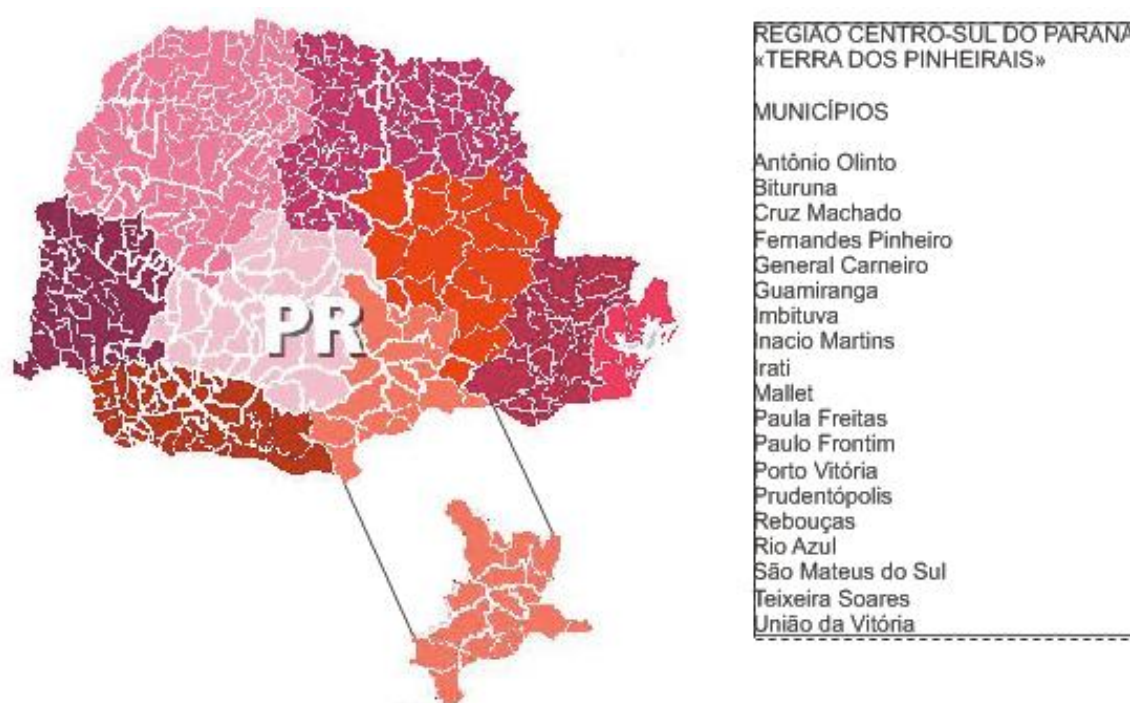 PR
REGIÃO CENTRO-SUL DO PARANÁ
«TERRA DOS PINHEIRAIS»
MUNICÍPIOS
Antônio Olinto
Bituruna
Cruz Machado
Fernandes Pinheiro
General Carneiro
Guamiranga
Imbituva
Inacio Martins
Irati
Mallet
Paula Freitas
Paulo Frontim
Porto Vitória
Prudentópolis
Rebouças
Rio Azul
São Mateus do Sul
Teixeira Soares
União da Vitória